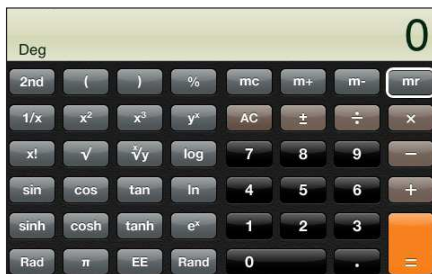 0
Deg
2nd ( ) % mc m+ m- mr
1/x x² x³ yˣ AC ± ÷ ×
x! √ ˣ√y log 7 8 9 −
sin cos tan ln 4 5 6 +
sinh cosh tanh eˣ 1 2 3
Rad π EE Rand 0 . =